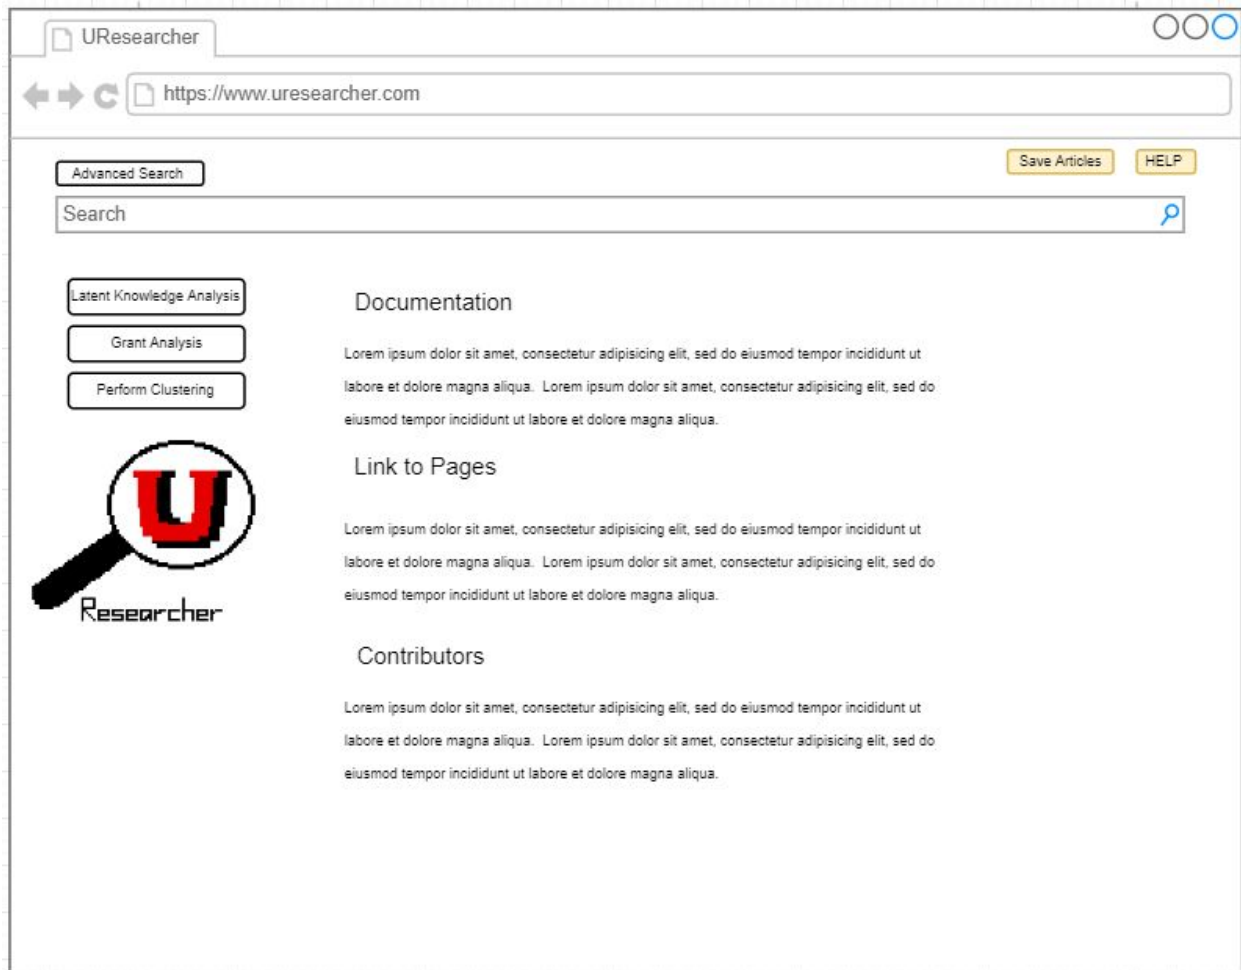 UResearcher
https://www.uresearcher.com
Advanced Search
Save Articles
HELP
Search
Latent Knowledge Analysis
Grant Analysis
Perform Clustering
U
Researcher
Documentation
Lorem ipsum dolor sit amet, consectetur adipisicing elit, sed do eiusmod tempor incididunt ut
labore et dolore magna aliqua.  Lorem ipsum dolor sit amet, consectetur adipisicing elit, sed do
eiusmod tempor incididunt ut labore et dolore magna aliqua.
Link to Pages
Lorem ipsum dolor sit amet, consectetur adipisicing elit, sed do eiusmod tempor incididunt ut
labore et dolore magna aliqua.  Lorem ipsum dolor sit amet, consectetur adipisicing elit, sed do
eiusmod tempor incididunt ut labore et dolore magna aliqua.
Contributors
Lorem ipsum dolor sit amet, consectetur adipisicing elit, sed do eiusmod tempor incididunt ut
labore et dolore magna aliqua.  Lorem ipsum dolor sit amet, consectetur adipisicing elit, sed do
eiusmod tempor incididunt ut labore et dolore magna aliqua.